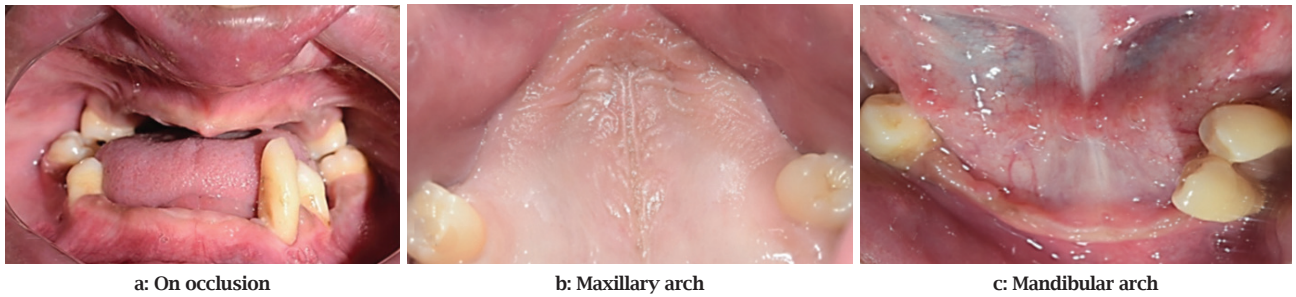 a: On occlusion
b: Maxillary arch
c: Mandibular arch